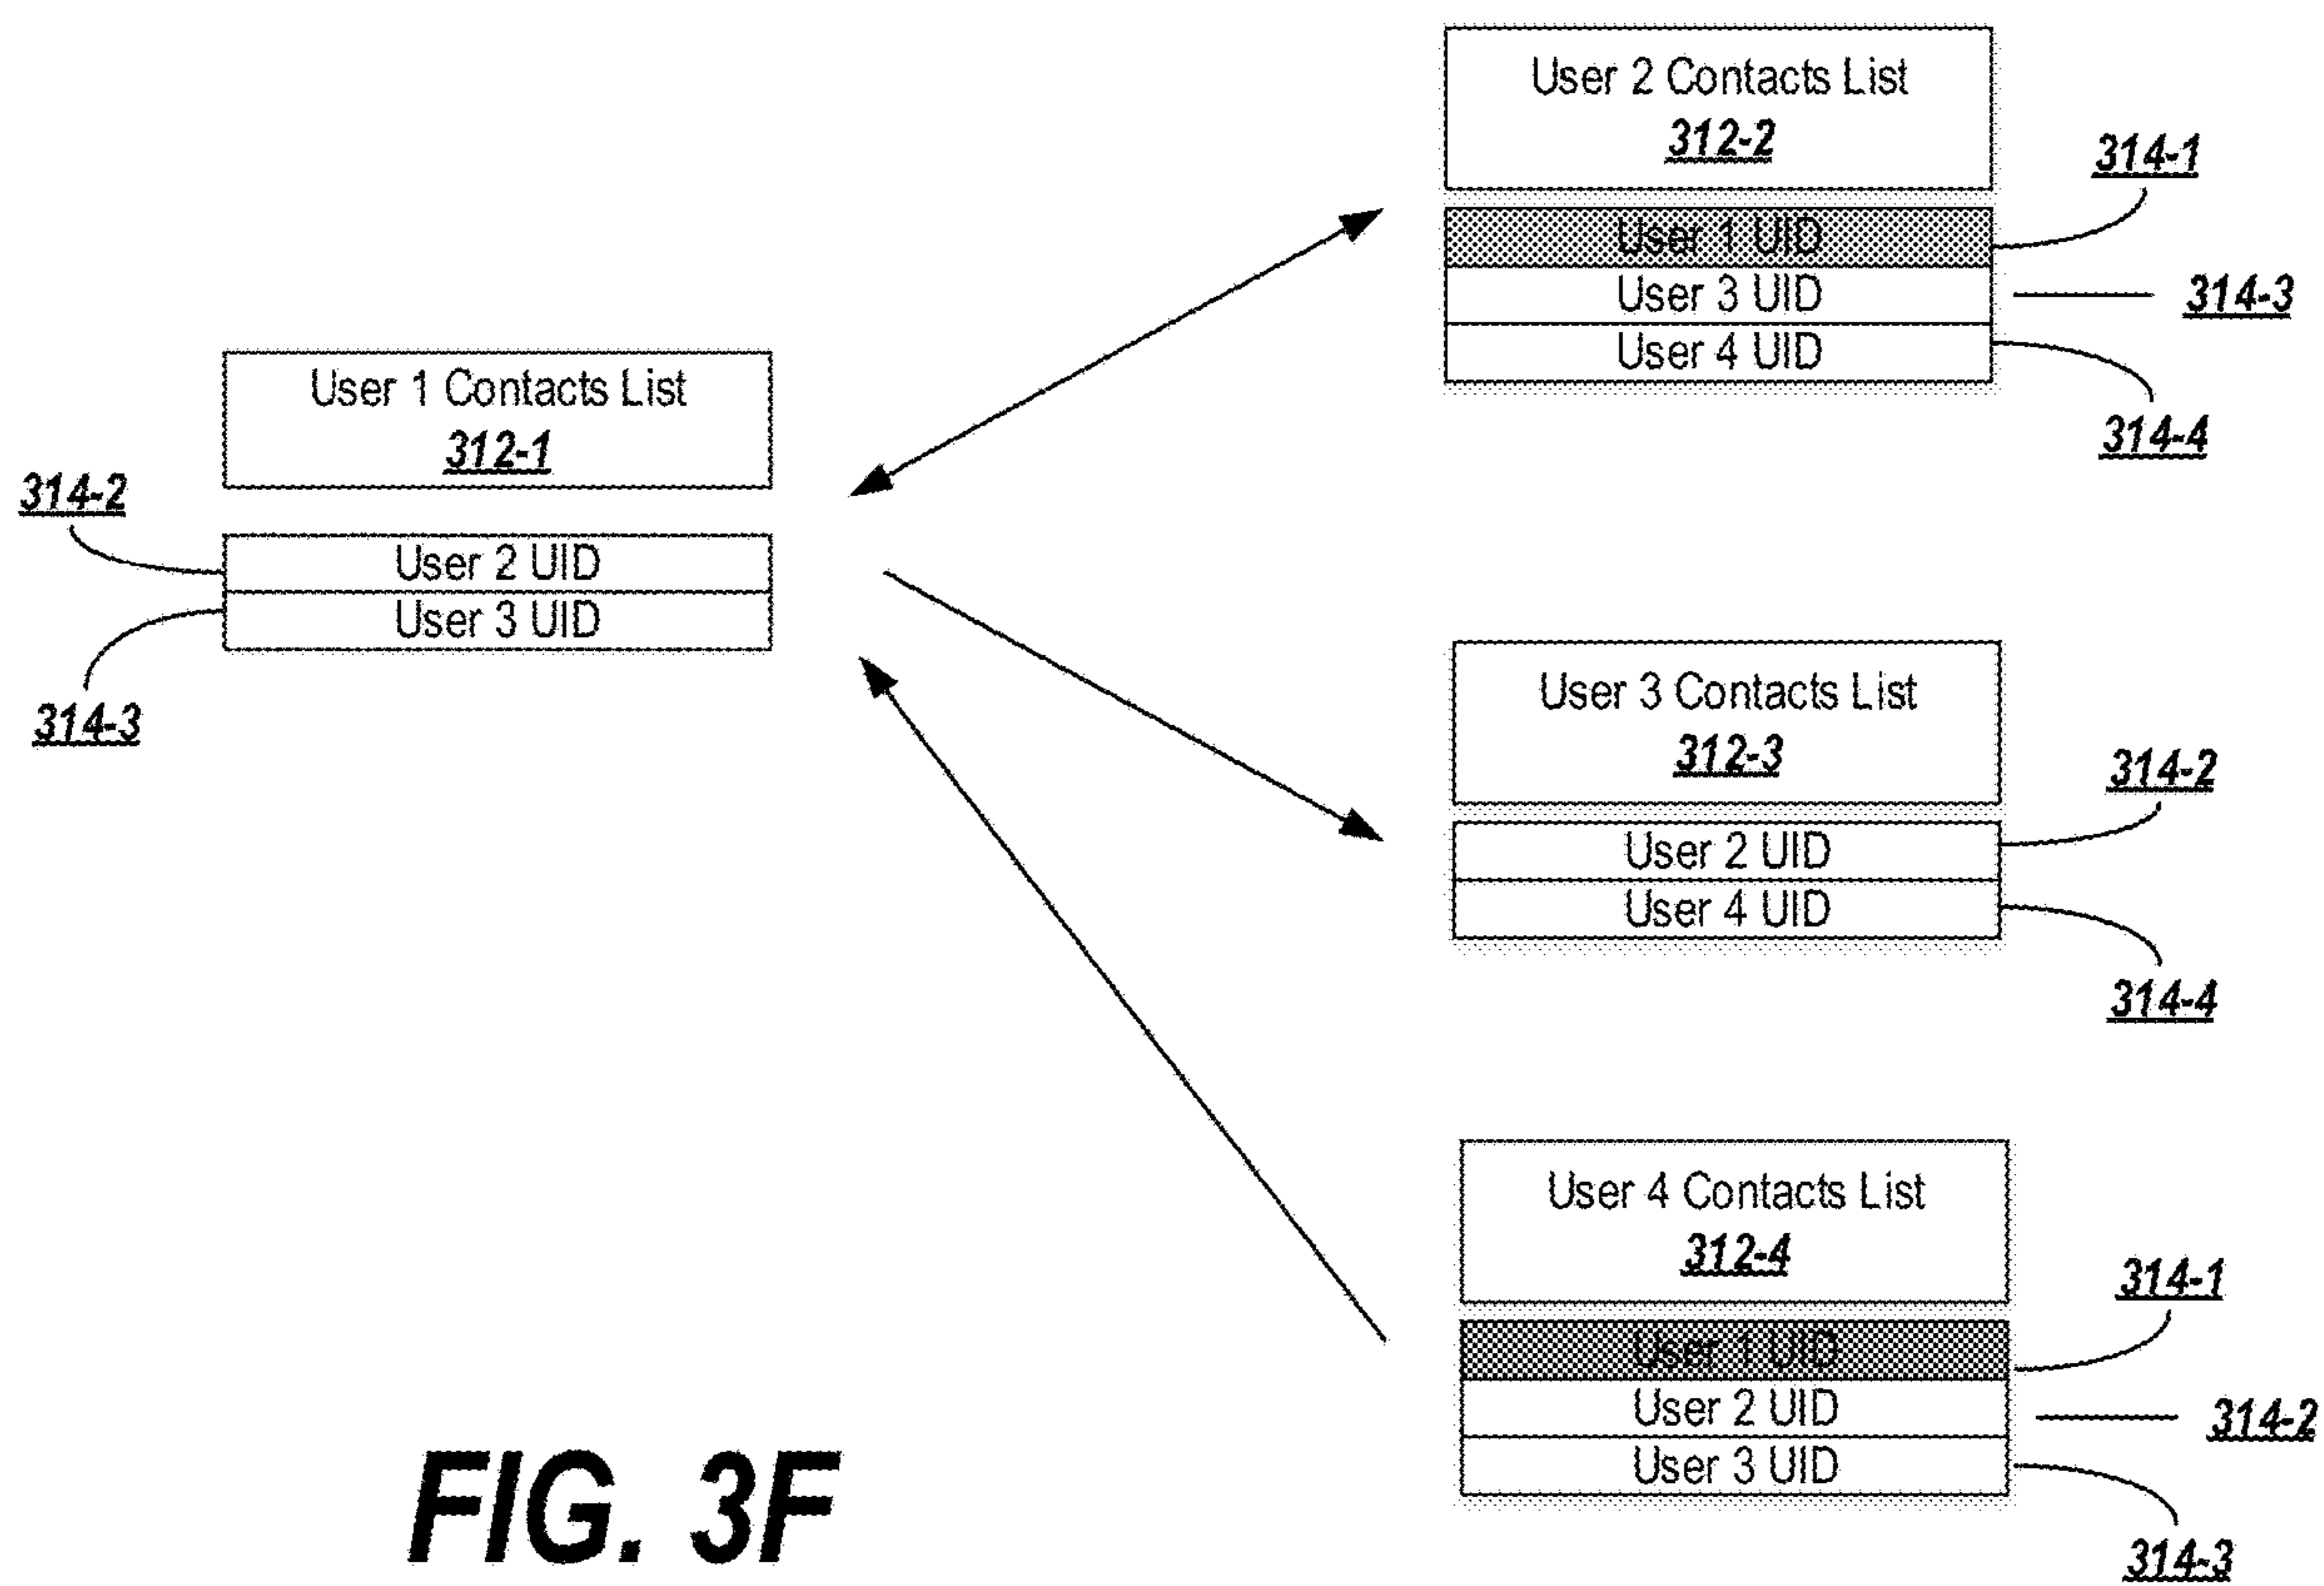 User 2 Contacts List
312-2
314-1
User 1 UID
User 3 UID
314-3
User 4 UID
314-4
User 1 Contacts List
312-1
314-2
User 2 UID
User 3 UID
314-3
User 3 Contacts List
312-3
314-2
User 2 UID
User 4 UID
314-4
User 4 Contacts List
312-4
314-1
User 1 UID
User 2 UID
314-2
User 3 UID
314-3
FIG. 3F